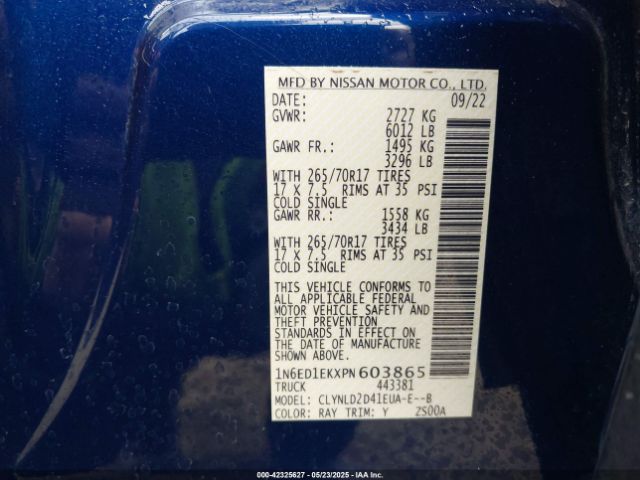 MFD BY NISSAN MOTOR CO., LTD.
DATE: 09/22
GVWR: 2727 KG
6012 LB
GAWR FR.: 1495 KG
3296 LB
WITH 265/70R17 TIRES
17 X 7.5 RIMS AT 35 PSI
COLD SINGLE
GAWR RR.: 1558 KG
3434 LB
WITH 265/70R17 TIRES
17 X 7.5 RIMS AT 35 PSI
COLD SINGLE
THIS VEHICLE CONFORMS TO
ALL APPLICABLE FEDERAL
MOTOR VEHICLE SAFETY AND
THEFT PREVENTION
STANDARDS IN EFFECT ON
THE DATE OF MANUFACTURE
SHOWN ABOVE.
1N6ED1EKXPN603865
TRUCK 443381
MODEL: CLYNLD2D41EUA-E--B
COLOR: RAY TRIM: Y ZS00A
000-42325627 - 05/23/2025 - IAAI.COM